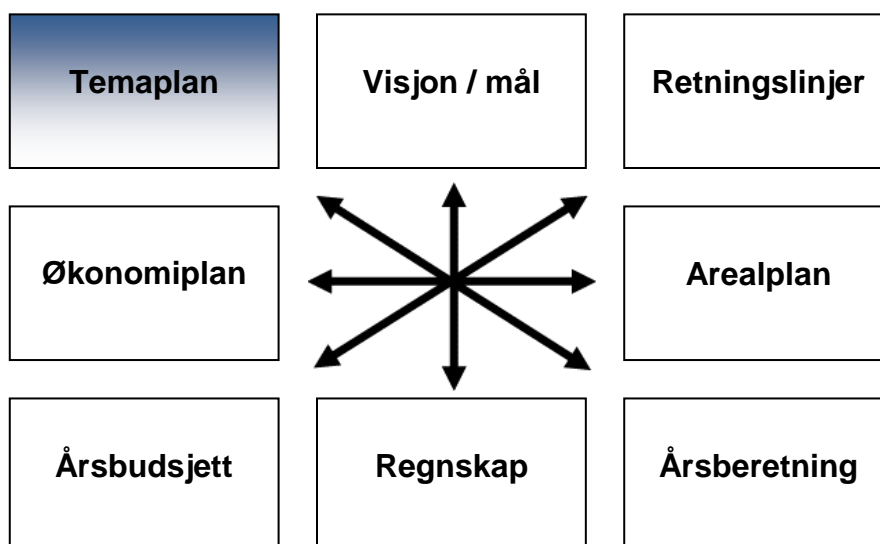 Temaplan
Visjon / mål
Retningslinjer
Økonomiplan
Arealplan
Årsbudsjett
Regnskap
Årsberetning